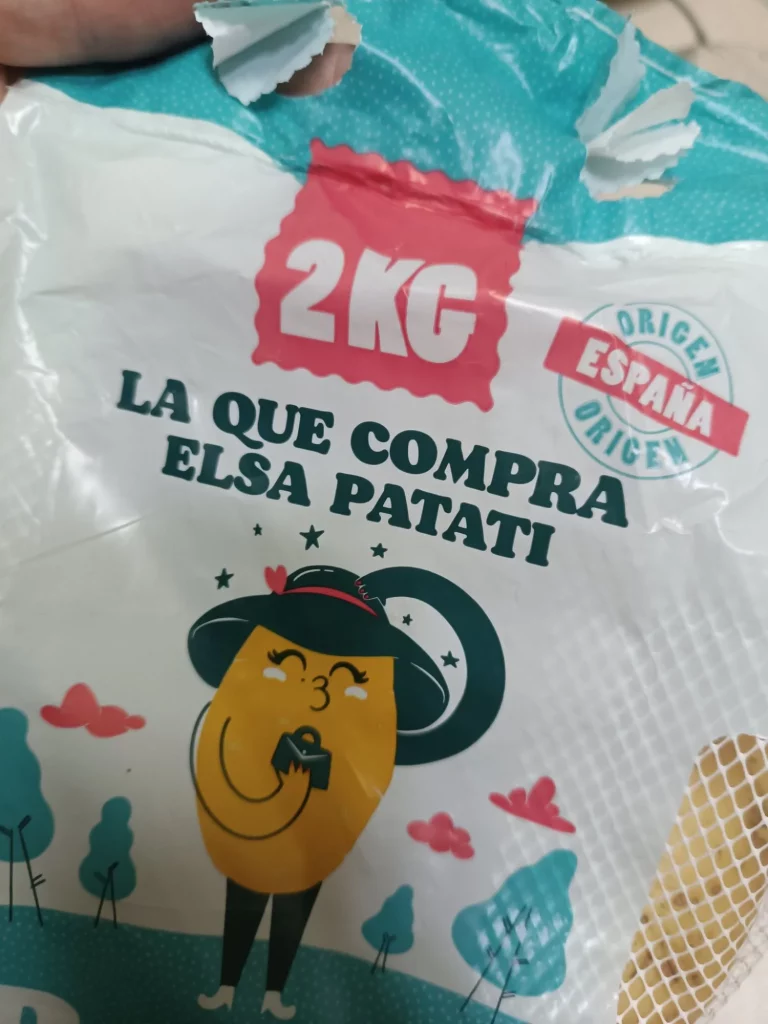 2KG
ORIGEN
ESPAÑA
ORIGEN
LA QUE COMPRA
ELSA PATATI